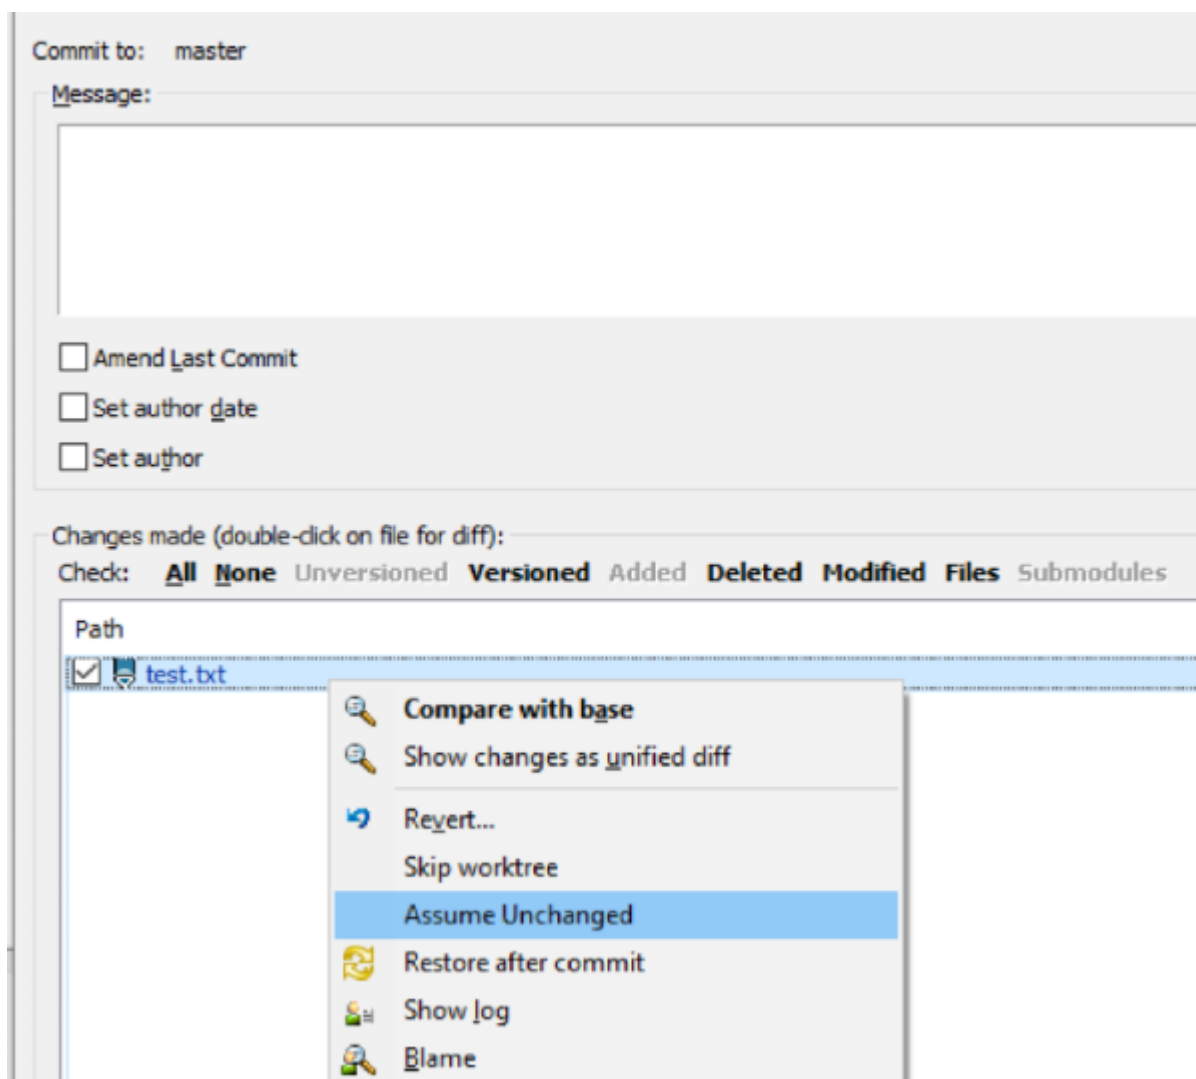 Commit to: master
Message:
Amend Last Commit
Set author date
Set author
Changes made (double-click on file for diff):
Check: All None Unversioned Versioned Added Deleted Modified Files Submodules
Path
test.txt
Compare with base
Show changes as unified diff
Revert...
Skip worktree
Assume Unchanged
Restore after commit
Show log
Blame